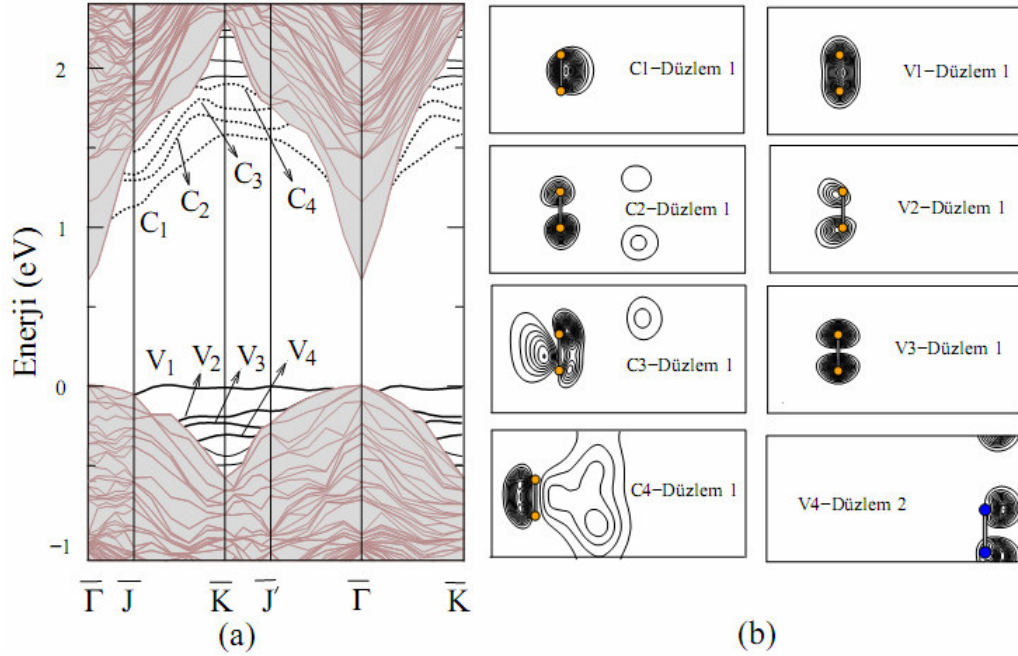 Enerji (eV)
2
1
0
−1
C1
C2
C3
C4
V1
V2
V3
V4
Γ̅ J̅ K̅ J̅′ Γ̅ K̅
(a)
C1−Düzlem 1
V1−Düzlem 1
C2−Düzlem 1
V2−Düzlem 1
C3−Düzlem 1
V3−Düzlem 1
C4−Düzlem 1
V4−Düzlem 2
(b)